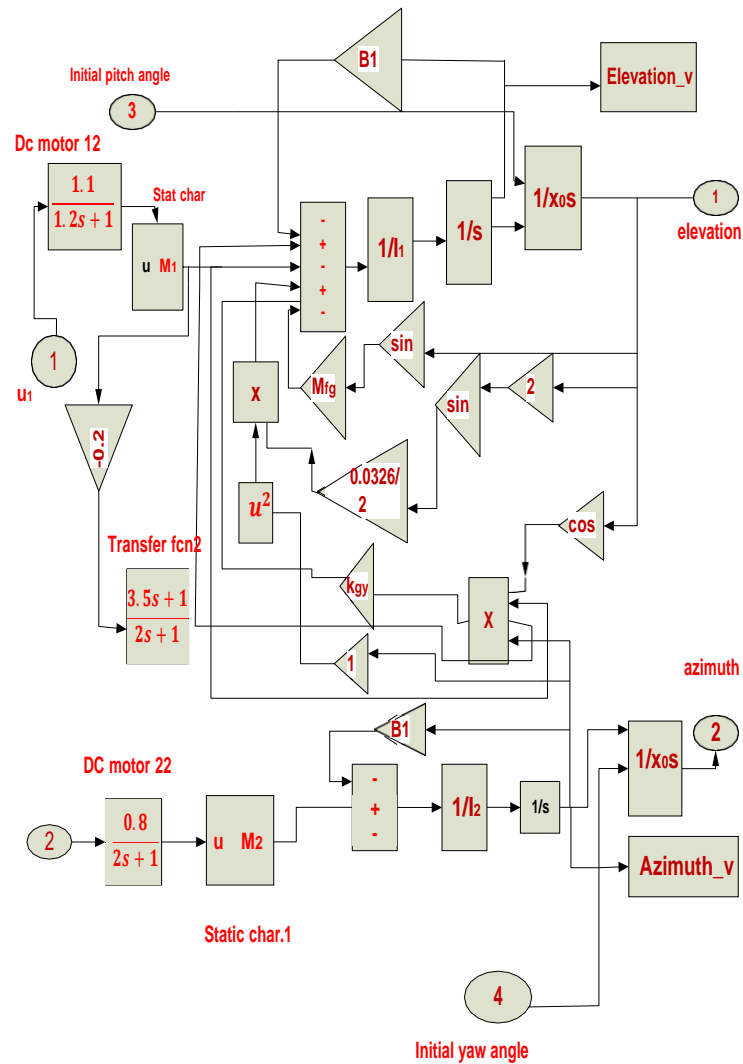 B1
Elevation_v
Initial pitch angle
3
Dc motor 12
1.1
1.2s + 1
Stat char
u M1
-
+
-
+
-
1/I1
1/s
1/x0s
1
elevation
1
u1
-0.2
x
Mfg
sin
sin
2
0.0326/
2
u²
cos
Transfer fcn2
3.5s + 1
2s + 1
kgy
X
1
azimuth
B1
2
DC motor 22
0.8
2s + 1
2
u M2
-
+
-
1/I2
1/s
1/x0s
Azimuth_v
Static char.1
4
Initial yaw angle